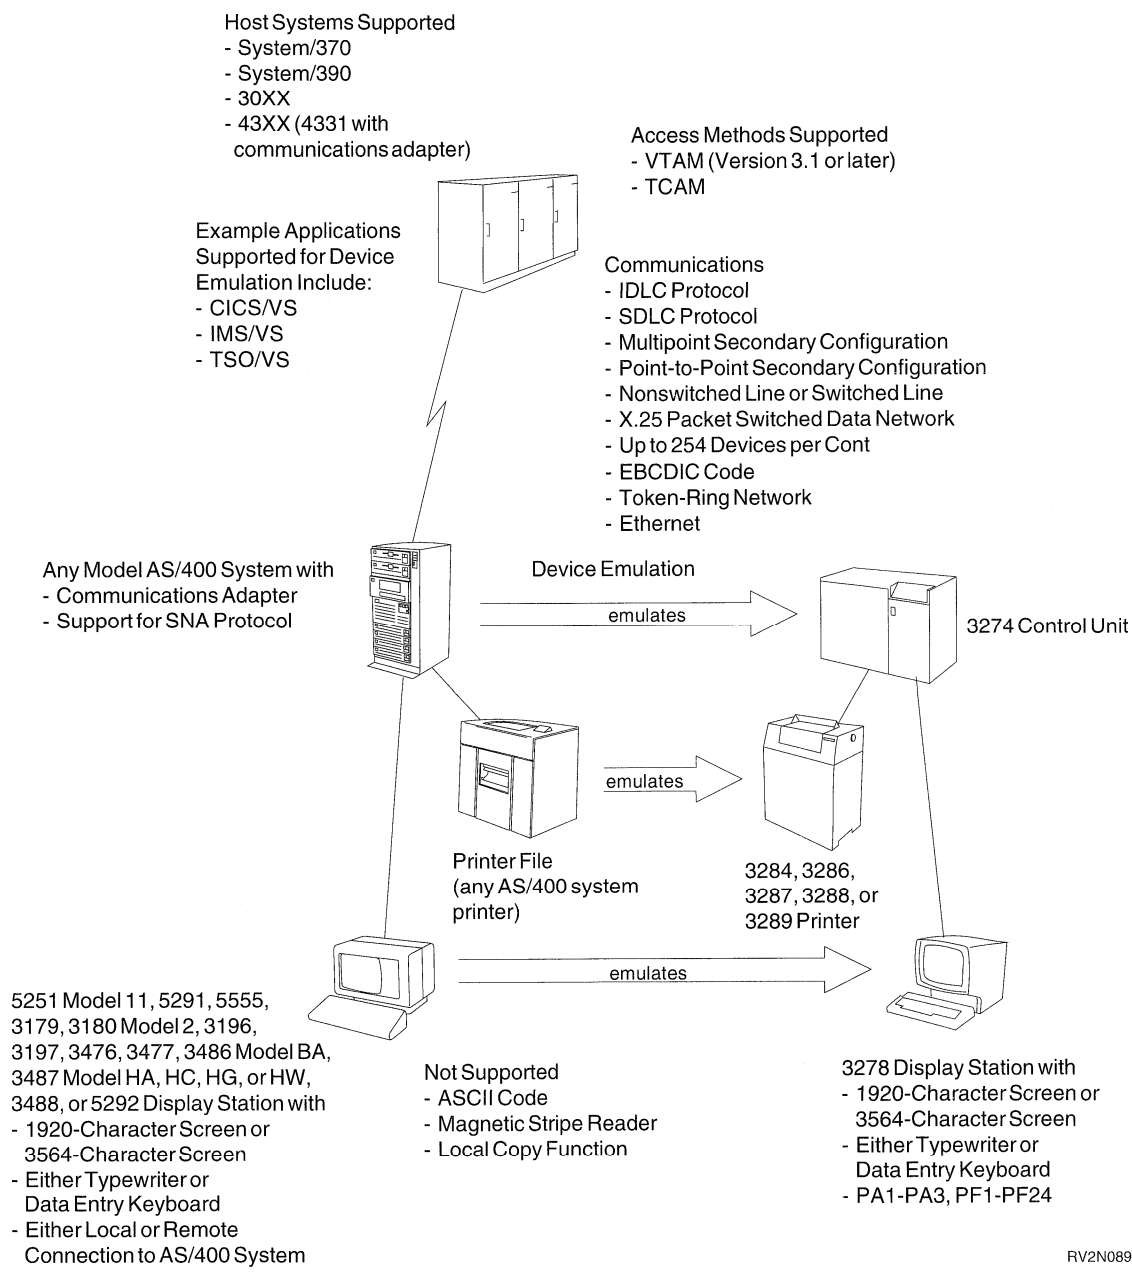 Host Systems Supported
- System/370
- System/390
- 30XX
- 43XX (4331 with
communications adapter)
Access Methods Supported
- VTAM (Version 3.1 or later)
- TCAM
Example Applications
Supported for Device
Emulation Include:
- CICS/VS
- IMS/VS
- TSO/VS
Communications
- IDLC Protocol
- SDLC Protocol
- Multipoint Secondary Configuration
- Point-to-Point Secondary Configuration
- Nonswitched Line or Switched Line
- X.25 Packet Switched Data Network
- Up to 254 Devices per Cont
- EBCDIC Code
- Token-Ring Network
- Ethernet
Any Model AS/400 System with
- Communications Adapter
- Support for SNA Protocol
Device Emulation
emulates
3274 Control Unit
emulates
Printer File
(any AS/400 system
printer)
3284, 3286,
3287, 3288, or
3289 Printer
emulates
5251 Model 11, 5291, 5555,
3179, 3180 Model 2, 3196,
3197, 3476, 3477, 3486 Model BA,
3487 Model HA, HC, HG, or HW,
3488, or 5292 Display Station with
- 1920-Character Screen or
3564-Character Screen
- Either Typewriter or
Data Entry Keyboard
- Either Local or Remote
Connection to AS/400 System
Not Supported
- ASCII Code
- Magnetic Stripe Reader
- Local Copy Function
3278 Display Station with
- 1920-Character Screen or
3564-Character Screen
- Either Typewriter or
Data Entry Keyboard
- PA1-PA3, PF1-PF24
RV2N089